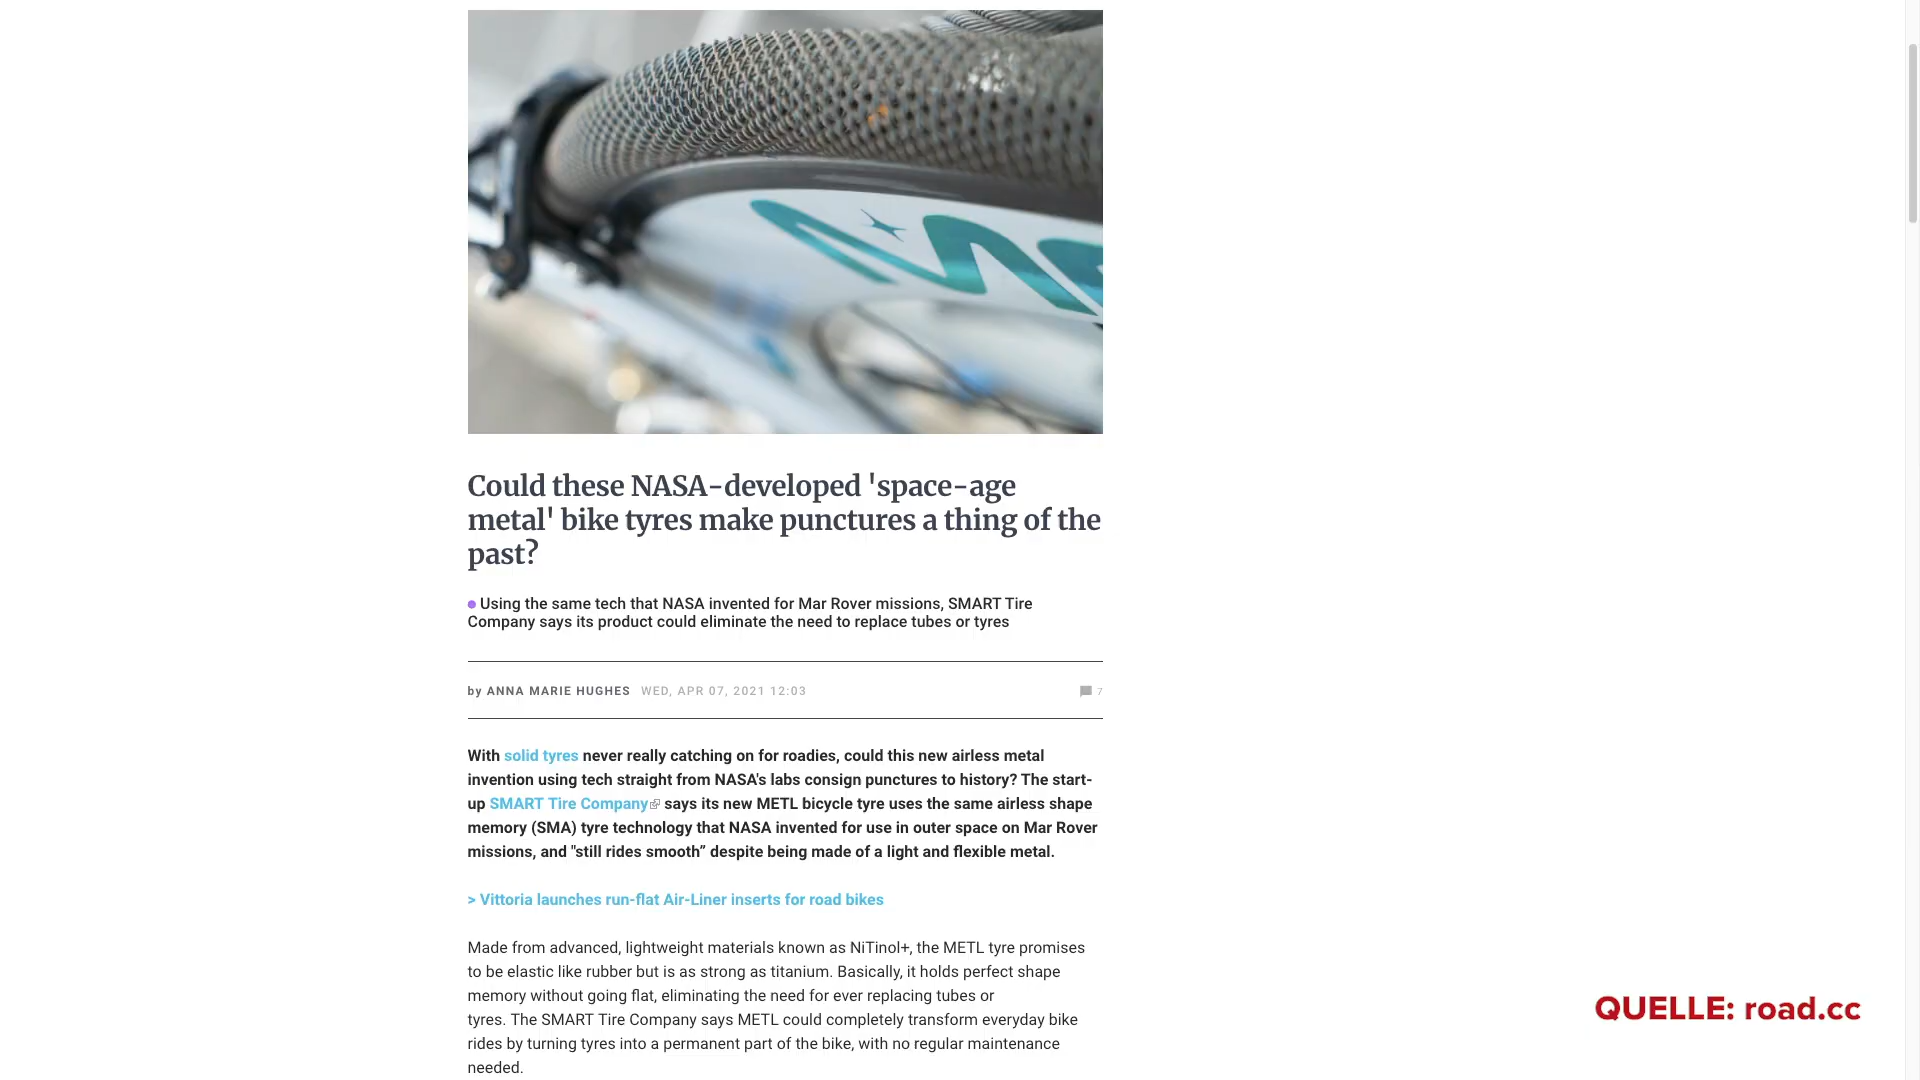 Could these NASA-developed 'space-age
metal' bike tyres make punctures a thing of the
past?
Using the same tech that NASA invented for Mar Rover missions, SMART Tire
Company says its product could eliminate the need to replace tubes or tyres
by ANNA MARIE HUGHES WED, APR 07, 2021 12:03
7
With solid tyres never really catching on for roadies, could this new airless metal
invention using tech straight from NASA's labs consign punctures to history? The start-
up SMART Tire Company says its new METL bicycle tyre uses the same airless shape
memory (SMA) tyre technology that NASA invented for use in outer space on Mar Rover
missions, and "still rides smooth” despite being made of a light and flexible metal.
> Vittoria launches run-flat Air-Liner inserts for road bikes
Made from advanced, lightweight materials known as NiTinol+, the METL tyre promises
to be elastic like rubber but is as strong as titanium. Basically, it holds perfect shape
memory without going flat, eliminating the need for ever replacing tubes or
tyres. The SMART Tire Company says METL could completely transform everyday bike
rides by turning tyres into a permanent part of the bike, with no regular maintenance
needed.
QUELLE: road.cc